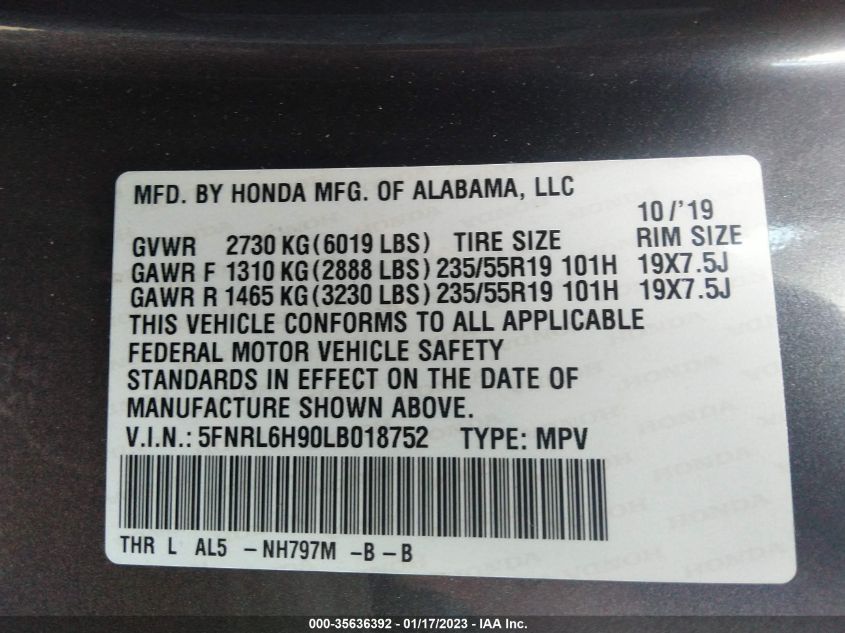 MFD. BY HONDA MFG. OF ALABAMA, LLC
10/'19
GVWR 2730 KG(6019 LBS) TIRE SIZE RIM SIZE
GAWR F 1310 KG(2888 LBS) 235/55R19 101H 19X7.5J
GAWR R 1465 KG(3230 LBS) 235/55R19 101H 19X7.5J
THIS VEHICLE CONFORMS TO ALL APPLICABLE
FEDERAL MOTOR VEHICLE SAFETY
STANDARDS IN EFFECT ON THE DATE OF
MANUFACTURE SHOWN ABOVE.
V.I.N.: 5FNRL6H90LB018752 TYPE: MPV
THR L AL5 -NH797M -B-B
000-35636392 - 01/17/2023 - IAA Inc.